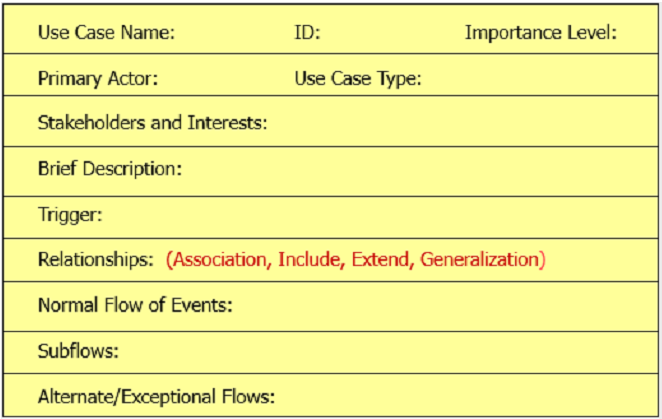 Use Case Name: ID: Importance Level:
Primary Actor: Use Case Type:
Stakeholders and Interests:
Brief Description:
Trigger:
Relationships: (Association, Include, Extend, Generalization)
Normal Flow of Events:
Subflows:
Alternate/Exceptional Flows: